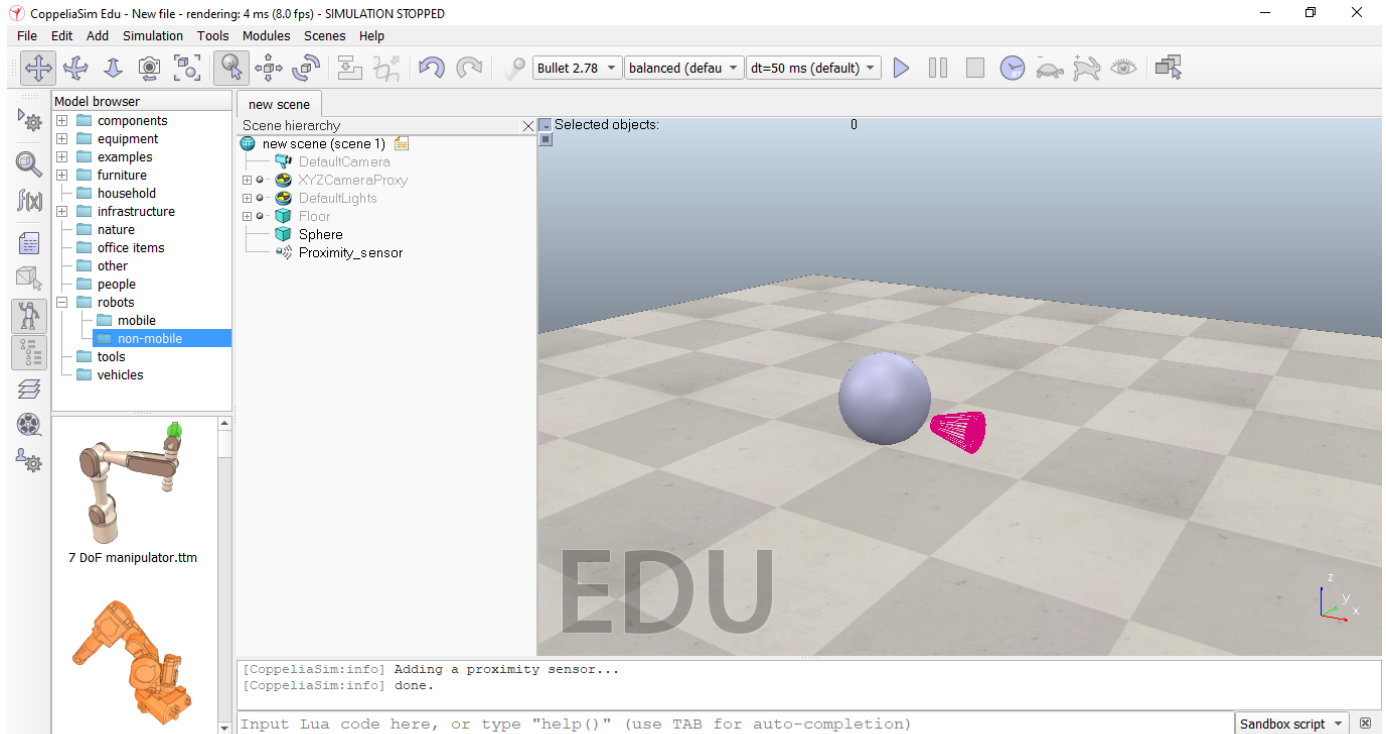 CoppeliaSim Edu - New file - rendering: 4 ms (8.0 fps) - SIMULATION STOPPED
File Edit Add Simulation Tools Modules Scenes Help
Bullet 2.78 balanced (defau dt=50 ms (default) RT
f(x)
Model browser
components
equipment
examples
furniture
household
infrastructure
nature
office items
other
people
robots
mobile
non-mobile
tools
vehicles
7 DoF manipulator.ttm
new scene
Scene hierarchy
new scene (scene 1)
DefaultCamera
XYZCameraProxy
DefaultLights
Floor
Sphere
Proximity_sensor
Selected objects: 0
EDU
z
y
x
[CoppeliaSim:info] Adding a proximity sensor...
[CoppeliaSim:info] done.
Input Lua code here, or type "help()" (use TAB for auto-completion)
Sandbox script